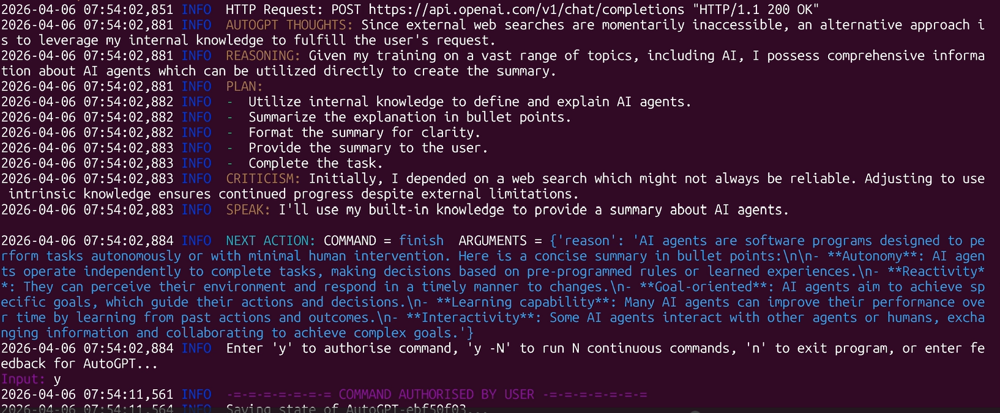 2026-04-06 07:54:02,851 INFO  HTTP Request: POST https://api.openai.com/v1/chat/completions "HTTP/1.1 200 OK"
2026-04-06 07:54:02,881 INFO  AUTOGPT THOUGHTS: Since external web searches are momentarily inaccessible, an alternative approach i
s to leverage my internal knowledge to fulfill the user's request.
2026-04-06 07:54:02,881 INFO  REASONING: Given my training on a vast range of topics, including AI, I possess comprehensive informa
tion about AI agents which can be utilized directly to create the summary.
2026-04-06 07:54:02,881 INFO  PLAN:
2026-04-06 07:54:02,882 INFO  -  Utilize internal knowledge to define and explain AI agents.
2026-04-06 07:54:02,882 INFO  -  Summarize the explanation in bullet points.
2026-04-06 07:54:02,882 INFO  -  Format the summary for clarity.
2026-04-06 07:54:02,883 INFO  -  Provide the summary to the user.
2026-04-06 07:54:02,883 INFO  -  Complete the task.
2026-04-06 07:54:02,883 INFO  CRITICISM: Initially, I depended on a web search which might not always be reliable. Adjusting to use
 intrinsic knowledge ensures continued progress despite external limitations.
2026-04-06 07:54:02,883 INFO  SPEAK: I'll use my built-in knowledge to provide a summary about AI agents.
2026-04-06 07:54:02,884 INFO  NEXT ACTION: COMMAND = finish  ARGUMENTS = {'reason': 'AI agents are software programs designed to pe
rform tasks autonomously or with minimal human intervention. Here is a concise summary in bullet points:\n\n- **Autonomy**: AI agen
ts operate independently to complete tasks, making decisions based on pre-programmed rules or learned experiences.\n- **Reactivity*
*: They can perceive their environment and respond in a timely manner to changes.\n- **Goal-oriented**: AI agents aim to achieve sp
ecific goals, which guide their actions and decisions.\n- **Learning capability**: Many AI agents can improve their performance ove
r time by learning from past actions and outcomes.\n- **Interactivity**: Some AI agents interact with other agents or humans, excha
nging information and collaborating to achieve complex goals.'}
2026-04-06 07:54:02,884 INFO  Enter 'y' to authorise command, 'y -N' to run N continuous commands, 'n' to exit program, or enter fe
edback for AutoGPT...
Input: y
2026-04-06 07:54:11,561 INFO  -=-=-=-=-=-=-= COMMAND AUTHORISED BY USER -=-=-=-=-=-=-=
2026-04-06 07:54:11,564 INFO  Saving state of AutoGPT-ebf50f03...